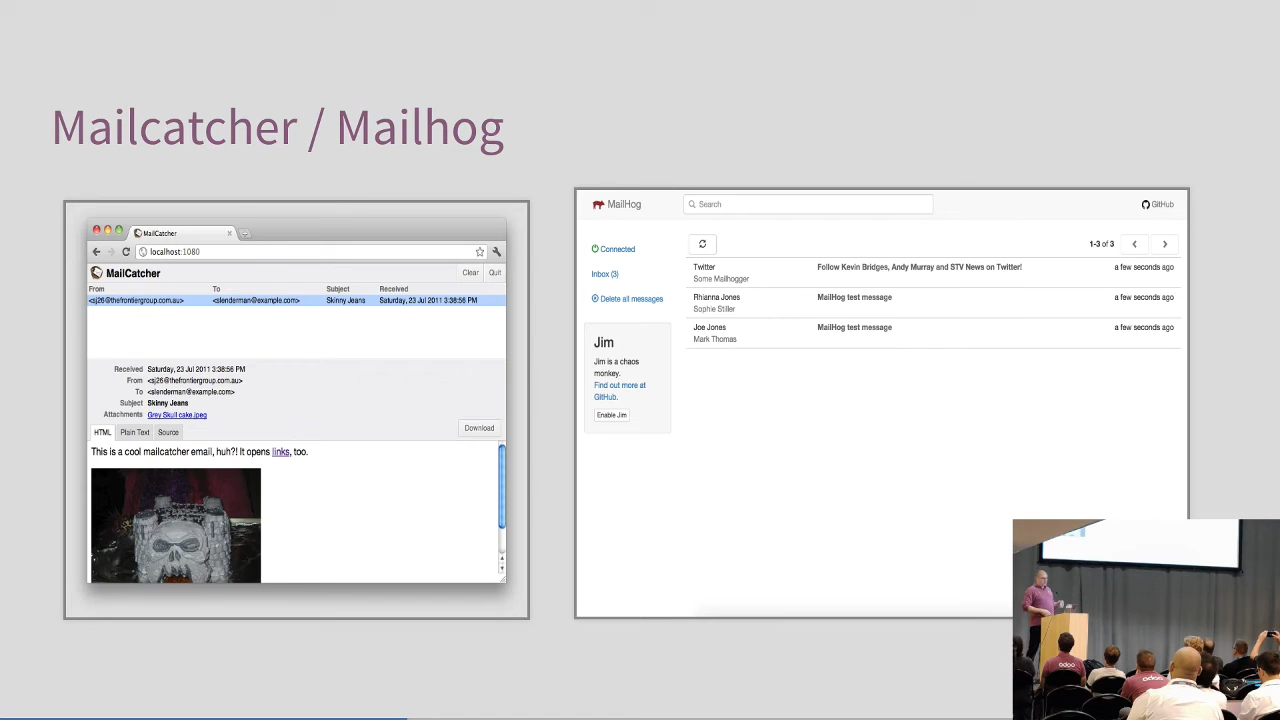 Mailcatcher / Mailhog
MailCatcher
localhost:1080
MailCatcher
Clear Quit
From To Subject Received
<sj26@thefrontiergroup.com.au> <slenderman@example.com> Skinny Jeans Saturday, 23 Jul 2011 3:38:56 PM
Received Saturday, 23 Jul 2011 3:38:56 PM
From <sj26@thefrontiergroup.com.au>
To <slenderman@example.com>
Subject Skinny Jeans
Attachments Grey Skull cake.jpeg
HTML Plain Text Source Download
This is a cool mailcatcher email, huh?! It opens links, too.
MailHog Search GitHub
Connected
Inbox (3)
Delete all messages
Jim
Jim is a chaos
monkey.
Find out more at
GitHub.
Enable Jim
1-3 of 3
Twitter Follow Kevin Bridges, Andy Murray and STV News on Twitter! a few seconds ago
Some Mailhogger
Rhianna Jones MailHog test message a few seconds ago
Sophie Stiller
Joe Jones MailHog test message a few seconds ago
Mark Thomas
odoo
odoo